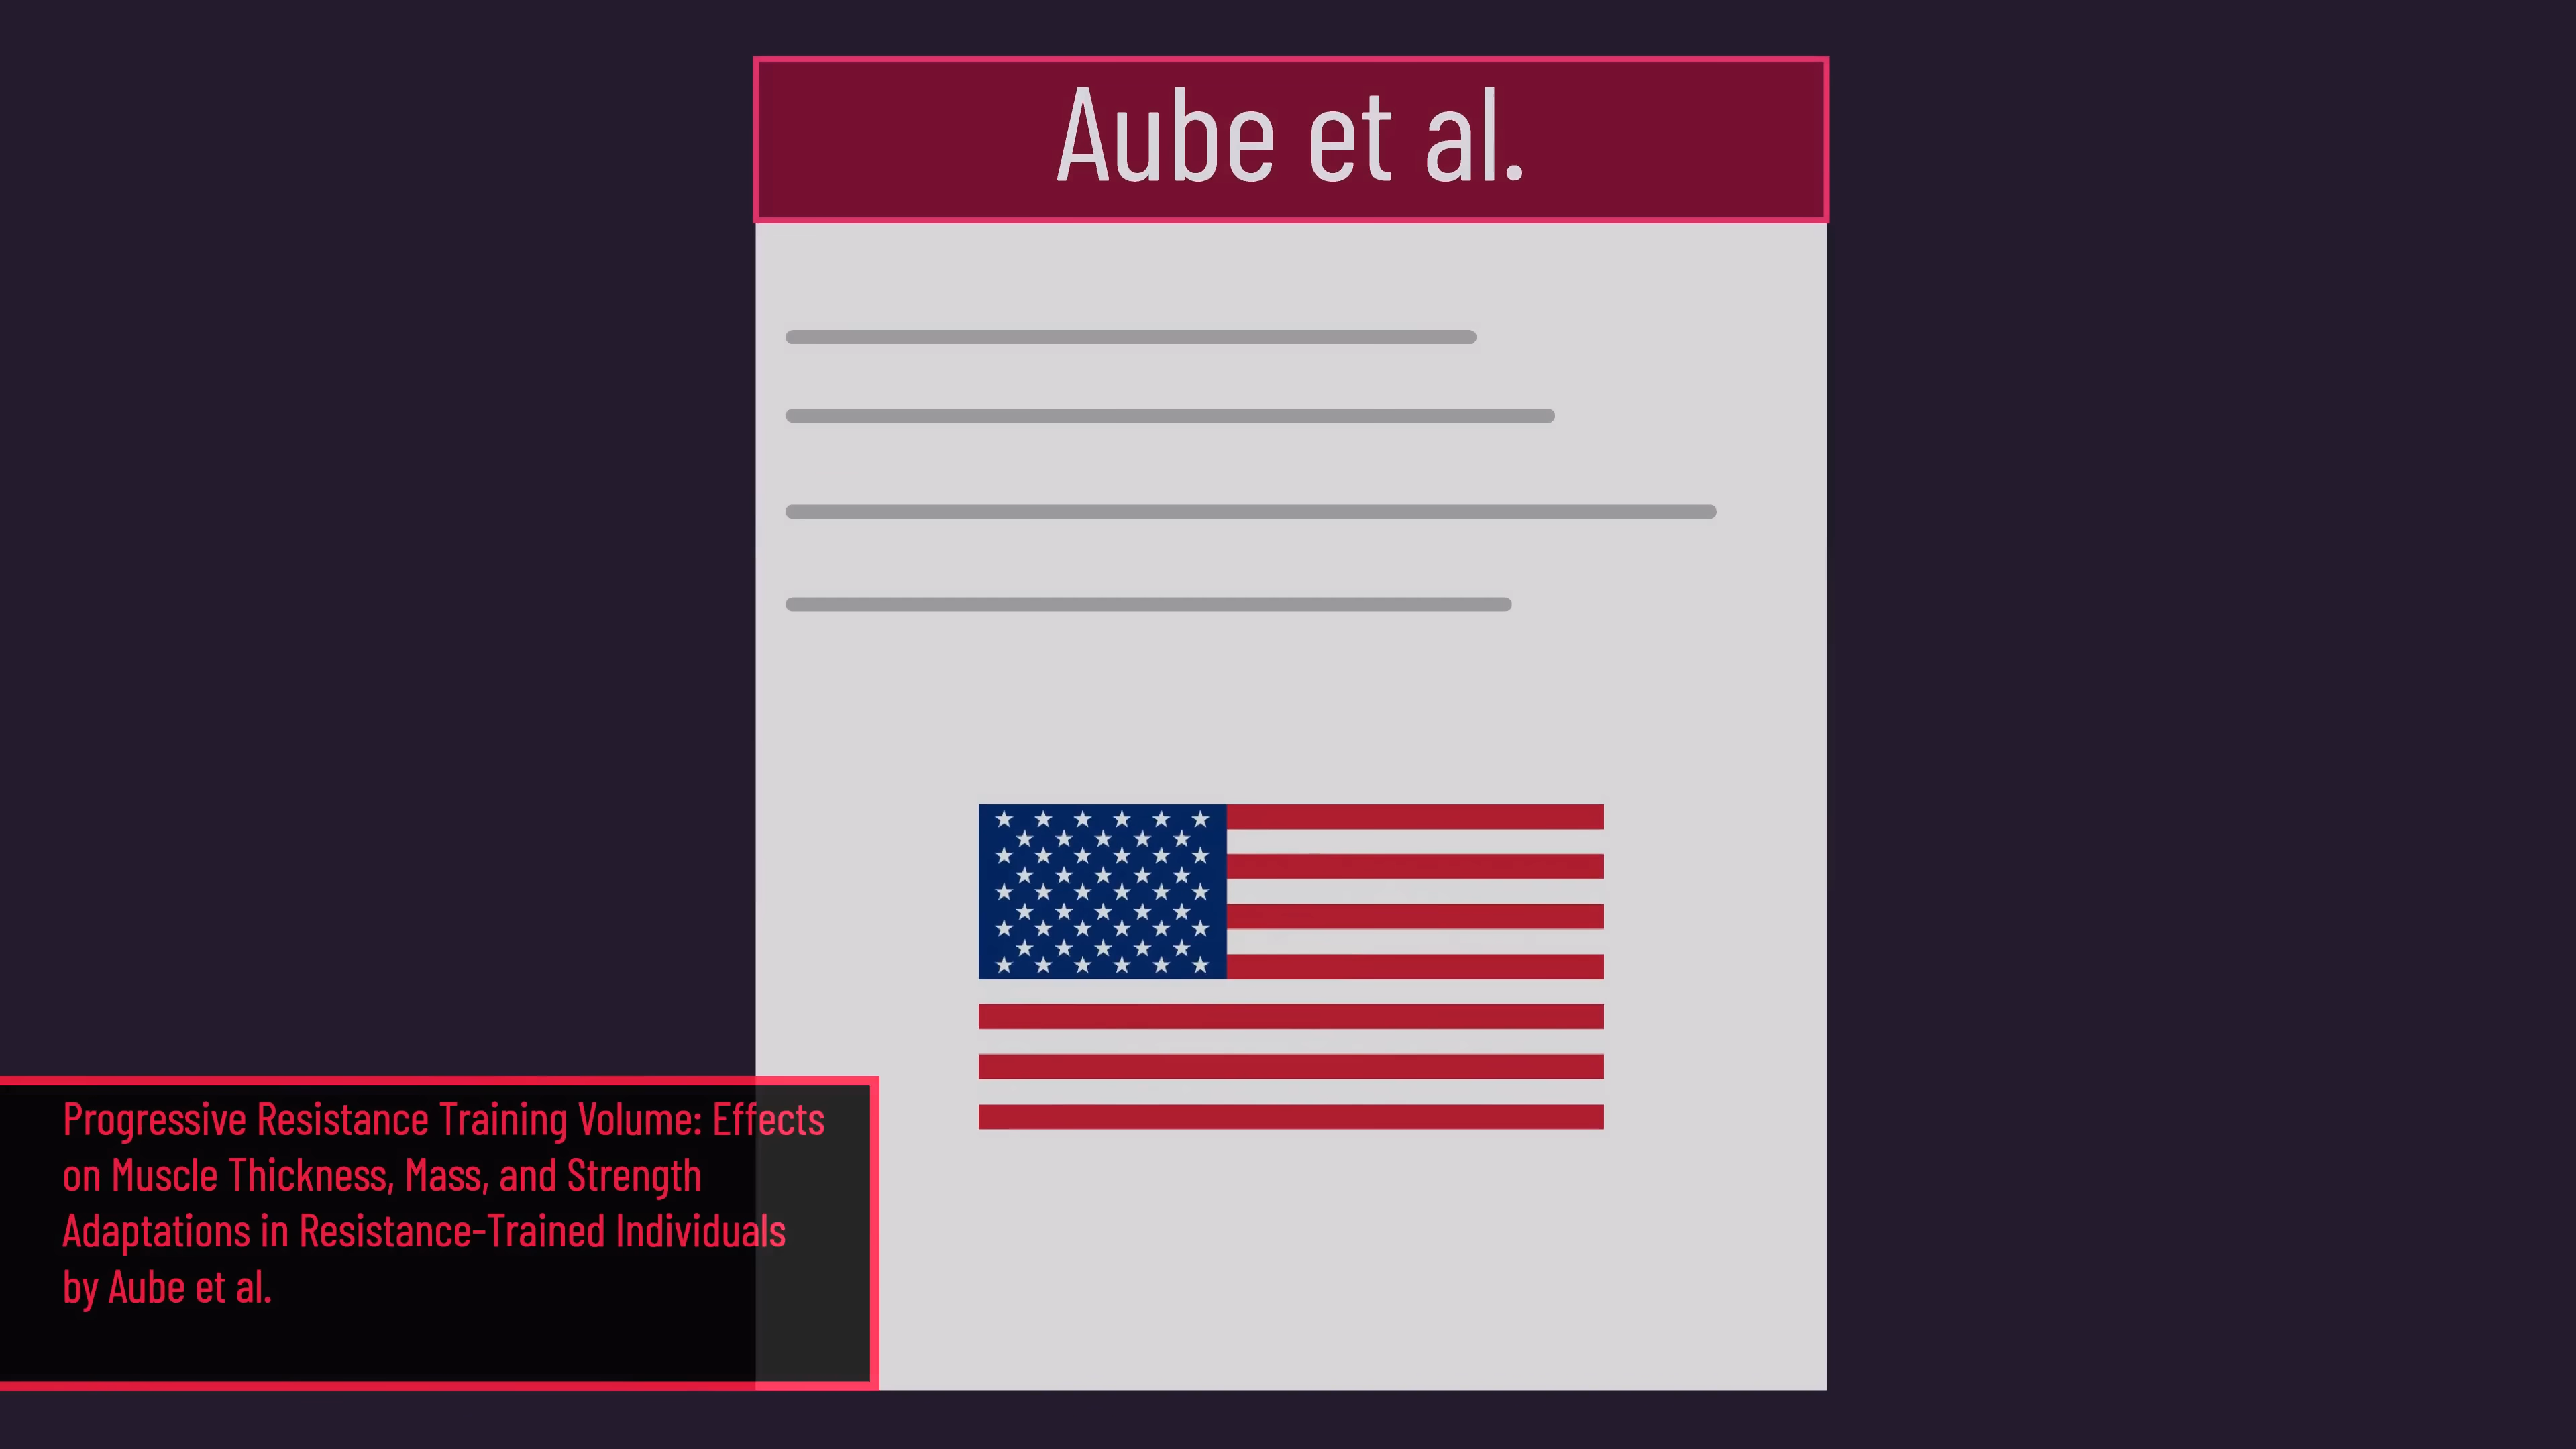 Aube et al.
Progressive Resistance Training Volume: Effects
on Muscle Thickness, Mass, and Strength
Adaptations in Resistance-Trained Individuals
by Aube et al.